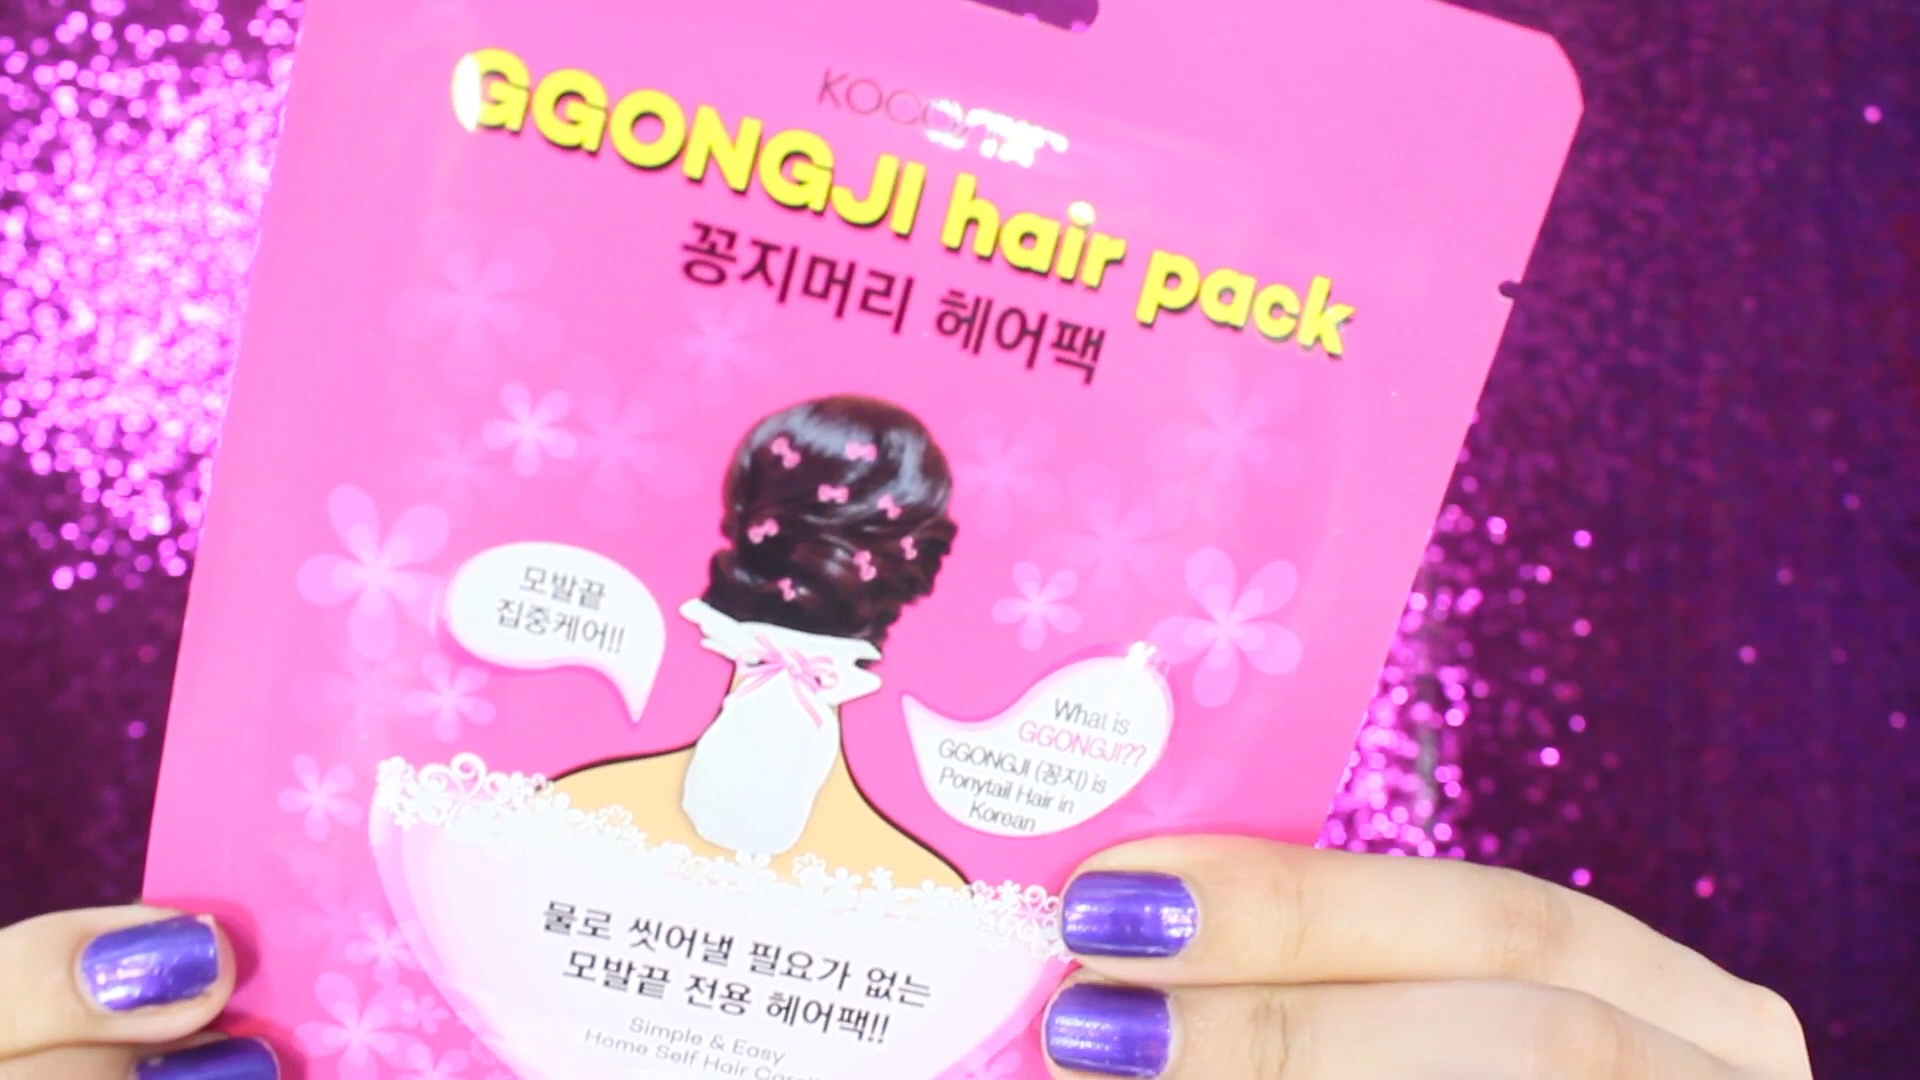 GGONGJI hair pack
꽁지머리 헤어팩
모발끝
집중케어!!
What is
GGONGJI??
GGONGJI (꽁지) is
Ponytail Hair in
Korean
물로 씻어낼 필요가 없는
모발끝 전용 헤어팩!!
Simple & Easy
Home Self Hair